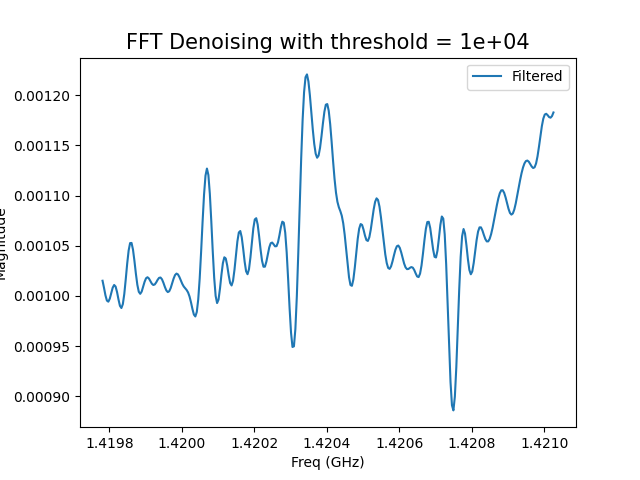 FFT Denoising with threshold = 1e+04
Filtered
0.00120
0.00115
0.00110
0.00105
0.00100
0.00095
0.00090
Magnitude
1.4198 1.4200 1.4202 1.4204 1.4206 1.4208 1.4210
Freq (GHz)